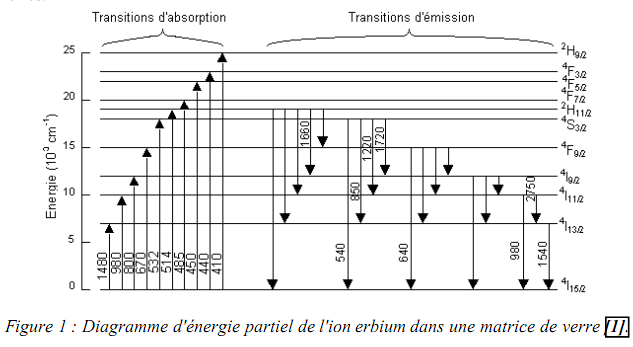 Transitions d'absorption Transitions d'émission
25 ²H9/2
⁴F3/2
⁴F5/2
20 ⁴F7/2
²H11/2
⁴S3/2
15 ⁴F9/2
⁴I9/2
10 ⁴I11/2
⁴I13/2
5
0 ⁴I15/2
Energie (10³ cm⁻¹)
1480 980 800 670 532 514 485 450 440 410
1660 540 850 1220 1720 640 980 2750 1540
Figure 1 : Diagramme d'énergie partiel de l'ion erbium dans une matrice de verre [1].